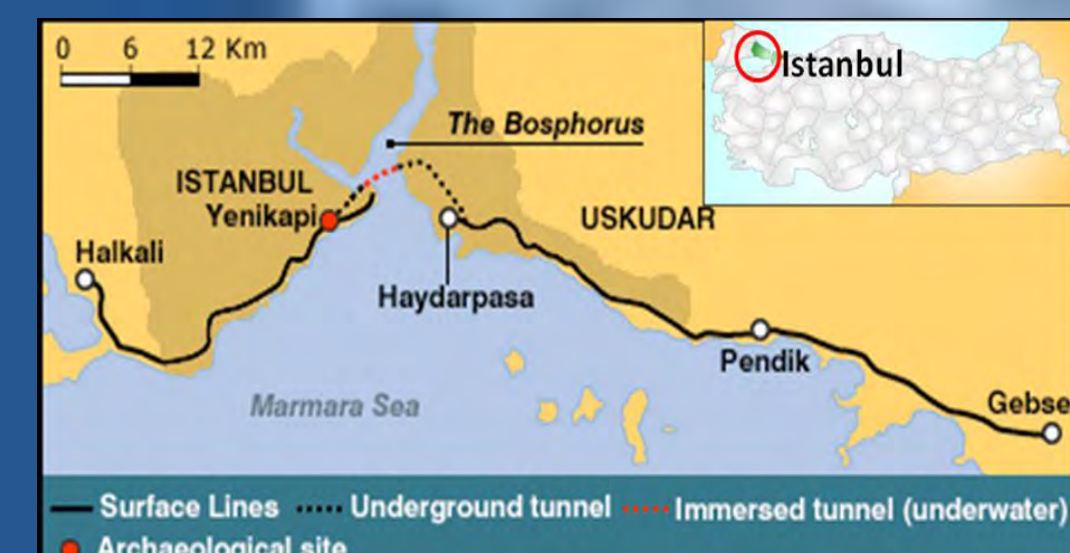 0 6 12 Km
Istanbul
The Bosphorus
ISTANBUL
Yenikapi
USKUDAR
Halkali
Haydarpasa
Pendik
Marmara Sea
Gebse
Surface Lines
Underground tunnel
Immersed tunnel (underwater)
Archaeological site